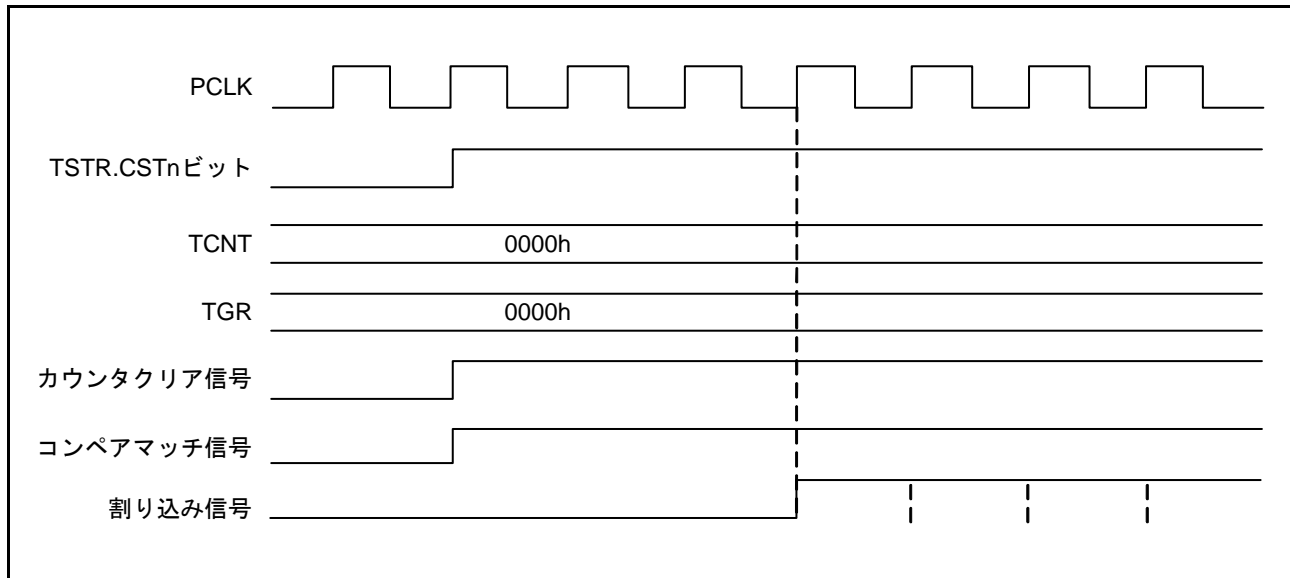 PCLK
TSTR.CSTnビット
TCNT 0000h
TGR 0000h
カウンタクリア信号
コンペアマッチ信号
割り込み信号